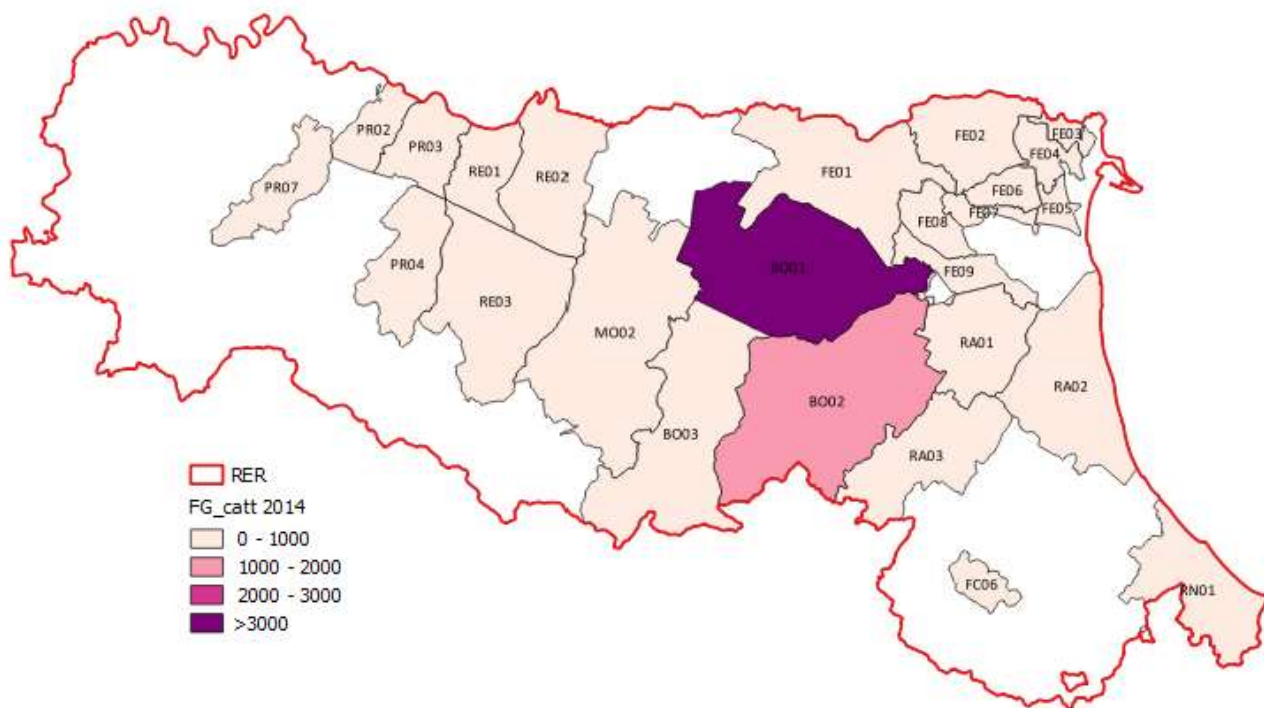 FE02
FE03
PR02
FE04
PR03
RE01
RE02
FE01
PR07
FE06
FE07
FE05
FE08
PR04
BO01
FE09
RE03
MO02
RA01
RA02
BO02
BO03
RA03
RER
FG_catt 2014
0 - 1000
1000 - 2000
2000 - 3000
>3000
FC06
RN01